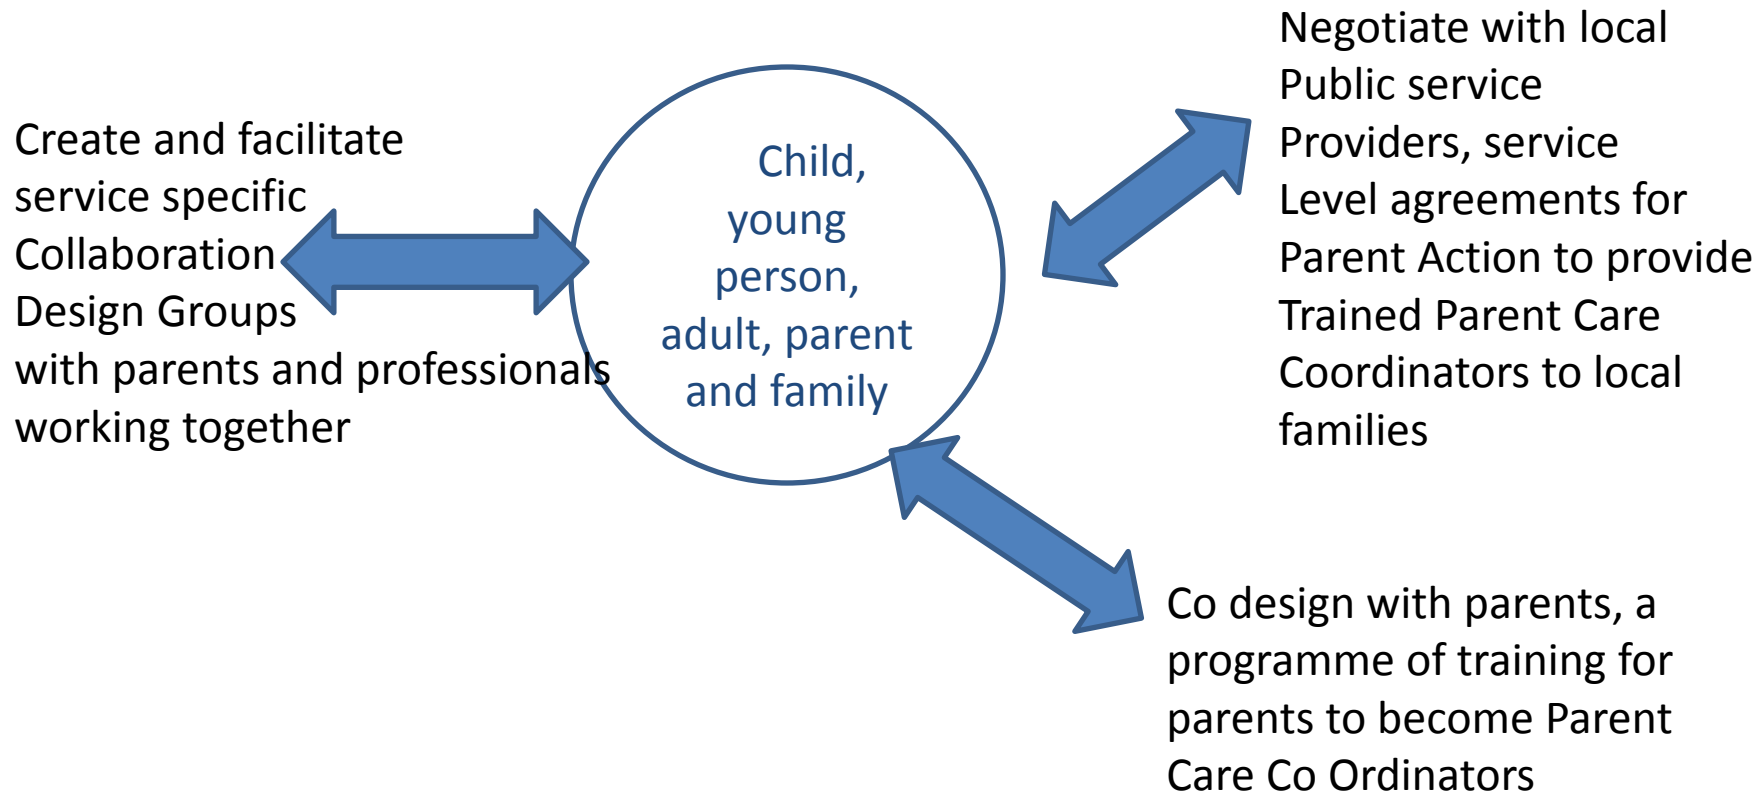 Create and facilitate
service specific
Collaboration
Design Groups
with parents and professionals
working together
Child,
young
person,
adult, parent
and family
Negotiate with local
Public service
Providers, service
Level agreements for
Parent Action to provide
Trained Parent Care
Coordinators to local
families
Co design with parents, a
programme of training for
parents to become Parent
Care Co Ordinators